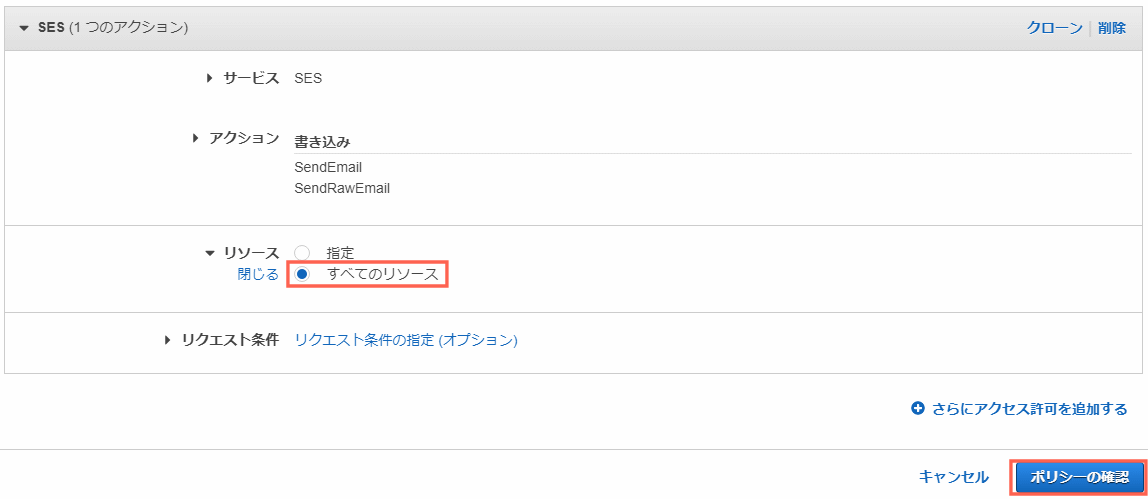 SES (1 つのアクション) クローン | 削除
サービス SES
アクション 書き込み
SendEmail
SendRawEmail
リソース 指定
閉じる すべてのリソース
リクエスト条件 リクエスト条件の指定 (オプション)
さらにアクセス許可を追加する
キャンセル ポリシーの確認